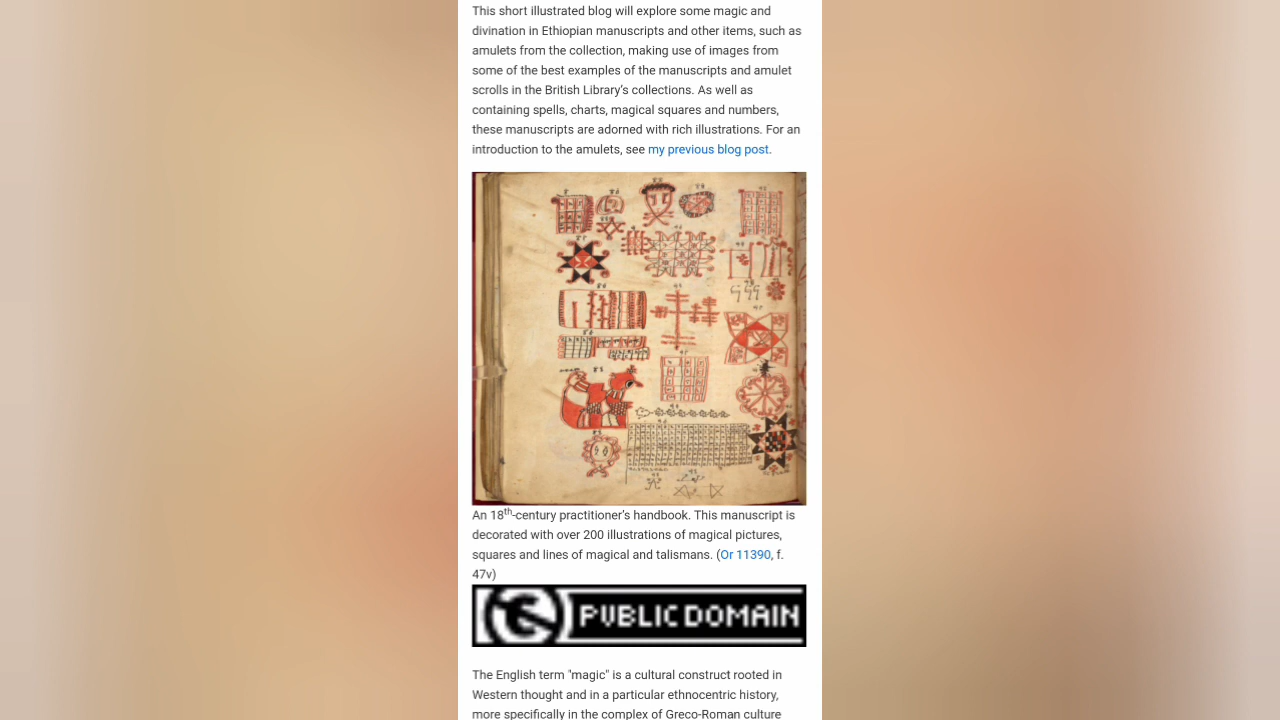 This short illustrated blog will explore some magic and
divination in Ethiopian manuscripts and other items, such as
amulets from the collection, making use of images from
some of the best examples of the manuscripts and amulet
scrolls in the British Library’s collections. As well as
containing spells, charts, magical squares and numbers,
these manuscripts are adorned with rich illustrations. For an
introduction to the amulets, see my previous blog post.
An 18th-century practitioner’s handbook. This manuscript is
decorated with over 200 illustrations of magical pictures,
squares and lines of magical and talismans. (Or 11390, f.
47v)
PUBLIC DOMAIN
The English term "magic" is a cultural construct rooted in
Western thought and in a particular ethnocentric history,
more specifically in the complex of Greco-Roman culture